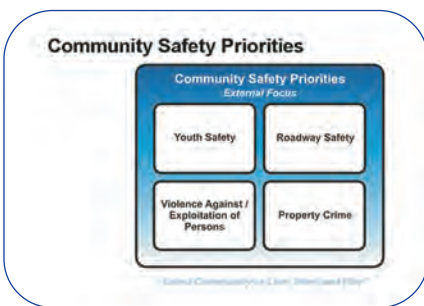 Community Safety Priorities
Community Safety Priorities
External Focus
Youth Safety
Roadway Safety
Violence Against /
Exploitation of
Persons
Property Crime